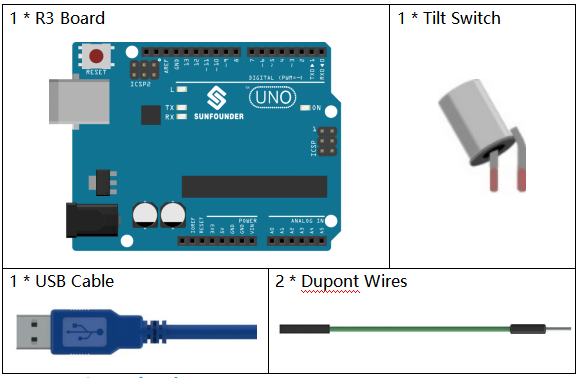 1 * R3 Board
1 * Tilt Switch
RESET
ICSP2
AREF
GND
13
12
~11
~10
~9
8
7
~6
~5
4
~3
2
TXD▶1
RXD◀0
DIGITAL (PWM=~)
L
TX
RX
SUNFOUNDER
UNO
ON
1
ICSP
POWER
ANALOG IN
IOREF
RESET
3V3
5V
GND
GND
VIN
A0
A1
A2
A3
A4
A5
1 * USB Cable
2 * Dupont Wires